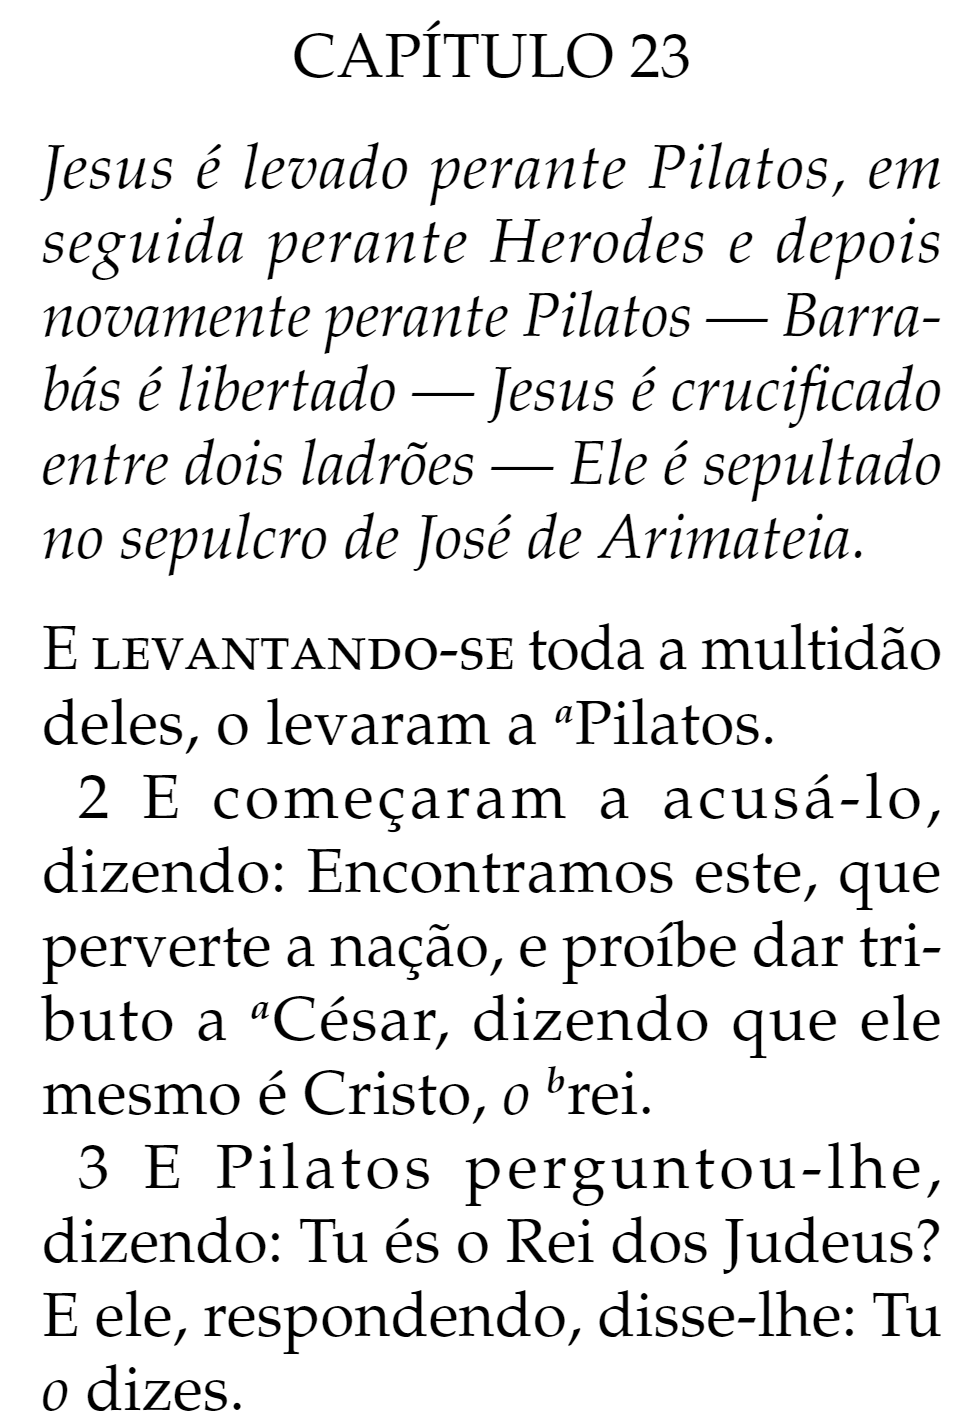 CAPÍTULO 23
Jesus é levado perante Pilatos, em
seguida perante Herodes e depois
novamente perante Pilatos — Barra-
bás é libertado — Jesus é crucificado
entre dois ladrões — Ele é sepultado
no sepulcro de José de Arimateia.
E LEVANTANDO-SE toda a multidão
deles, o levaram a aPilatos.
2 E começaram a acusá-lo,
dizendo: Encontramos este, que
perverte a nação, e proíbe dar tri-
buto a aCésar, dizendo que ele
mesmo é Cristo, o brei.
3 E Pilatos perguntou-lhe,
dizendo: Tu és o Rei dos Judeus?
E ele, respondendo, disse-lhe: Tu
o dizes.